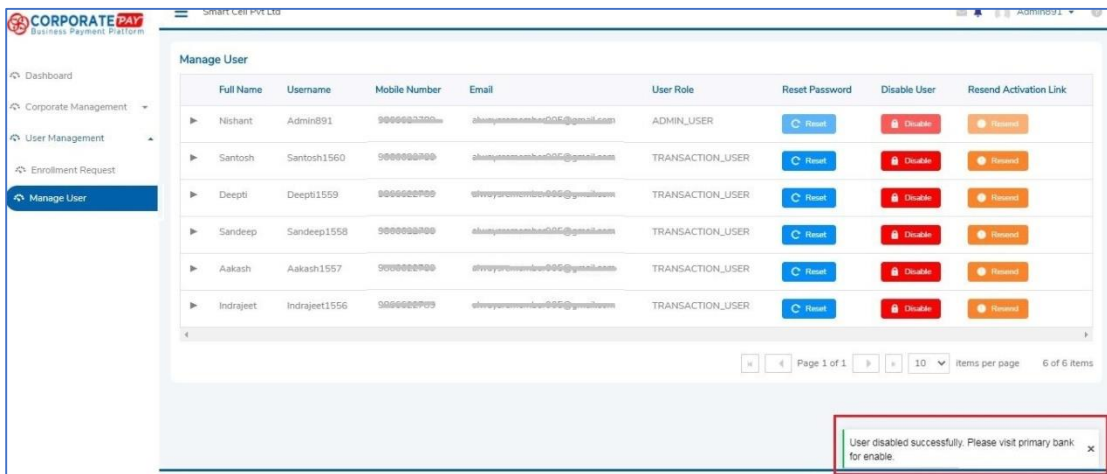 CORPORATE PAY
Business Payment Platform
Smart Cell Pvt Ltd
Admin891
Dashboard
Corporate Management
User Management
Enrollment Request
Manage User
Manage User
Full Name Username Mobile Number Email User Role Reset Password Disable User Resend Activation Link
Nishant Admin891 ADMIN_USER Reset Disable Resend
Santosh Santosh1560 TRANSACTION_USER Reset Disable Resend
Deepti Deepti1559 TRANSACTION_USER Reset Disable Resend
Sandeep Sandeep1558 TRANSACTION_USER Reset Disable Resend
Aakash Aakash1557 TRANSACTION_USER Reset Disable Resend
Indrajeet Indrajeet1556 TRANSACTION_USER Reset Disable Resend
Page 1 of 1 10 items per page 6 of 6 items
User disabled successfully. Please visit primary bank
for enable.